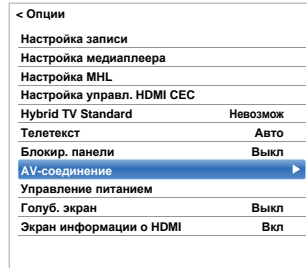 < Опции
Настройка записи
Настройка медиаплеера
Настройка MHL
Настройка управл. HDMI CEC
Hybrid TV Standard Невозмож
Телетекст Авто
Блокир. панели Выкл
AV-соединение
Управление питанием
Голуб. экран Выкл
Экран информации о HDMI Вкл